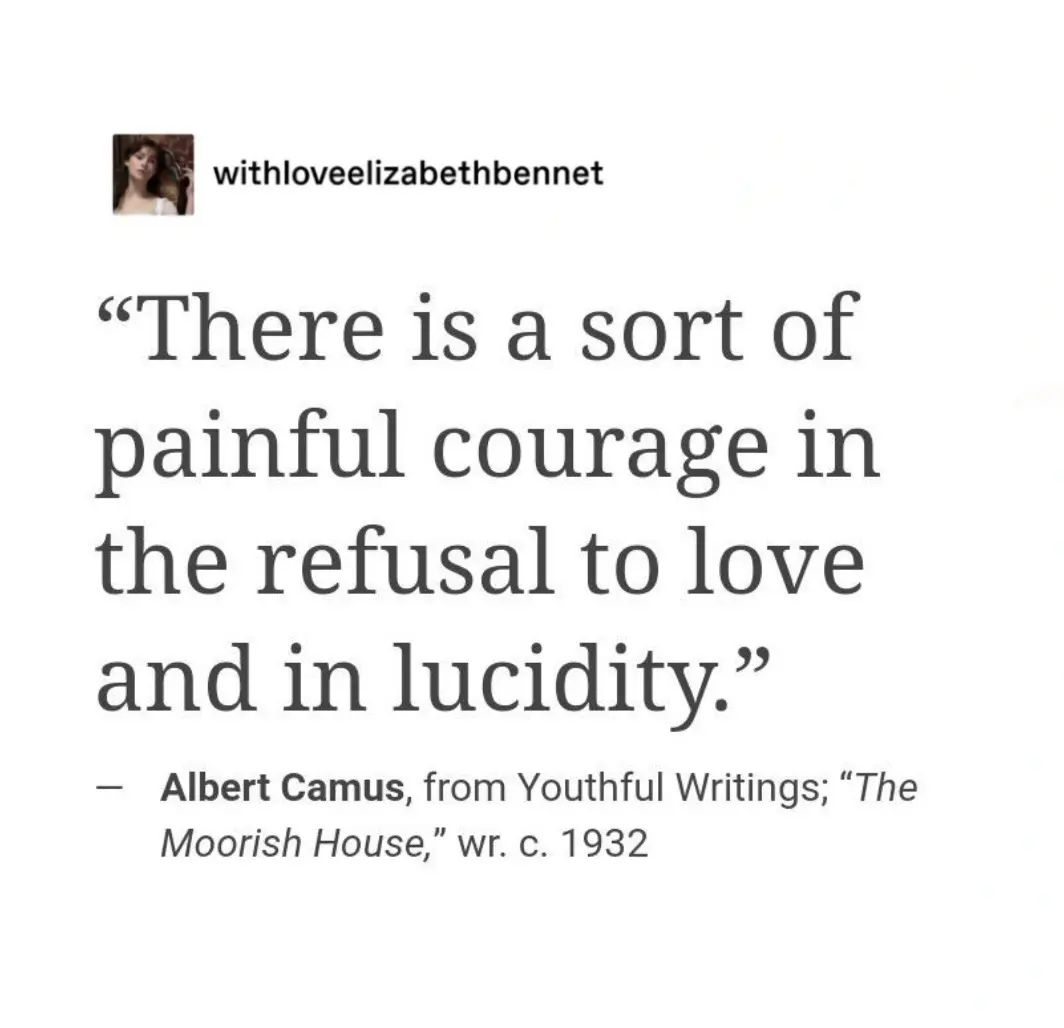 withloveelizabethbennet
“There is a sort of
painful courage in
the refusal to love
and in lucidity.”
— Albert Camus, from Youthful Writings; “The
Moorish House,” wr. c. 1932